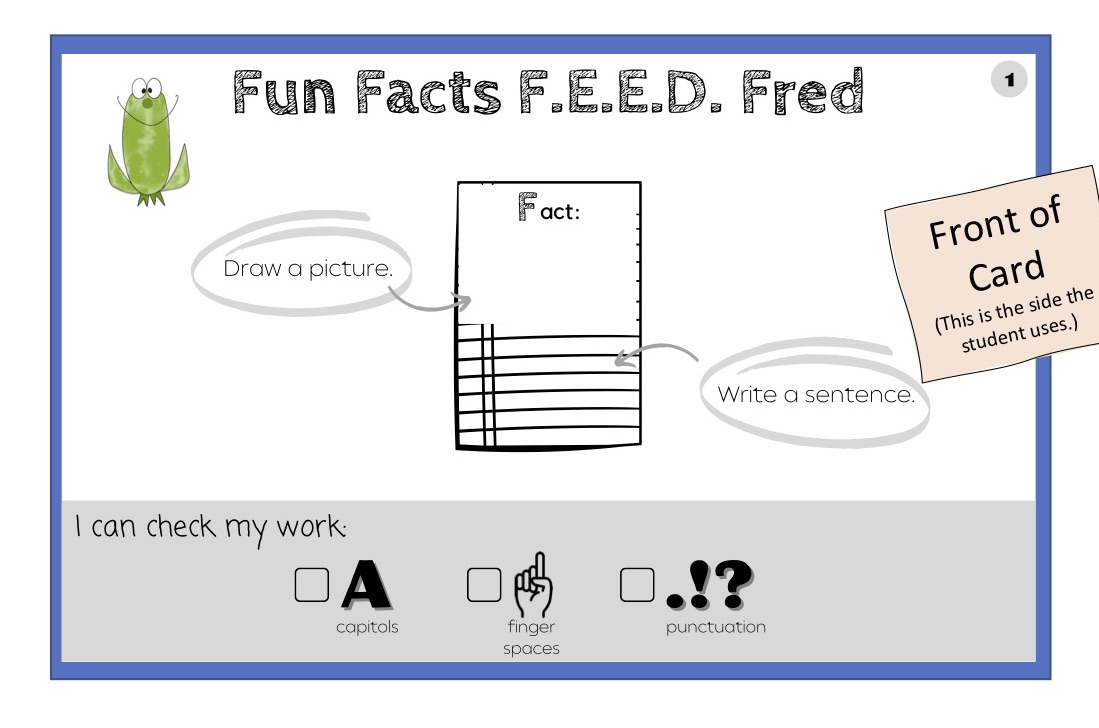 Fun Facts F.E.E.D. Fred
1
Fact:
Draw a picture.
Front of
Card
(This is the side the
student uses.)
Write a sentence.
I can check my work:
A
.!?
capitols
finger
spaces
punctuation